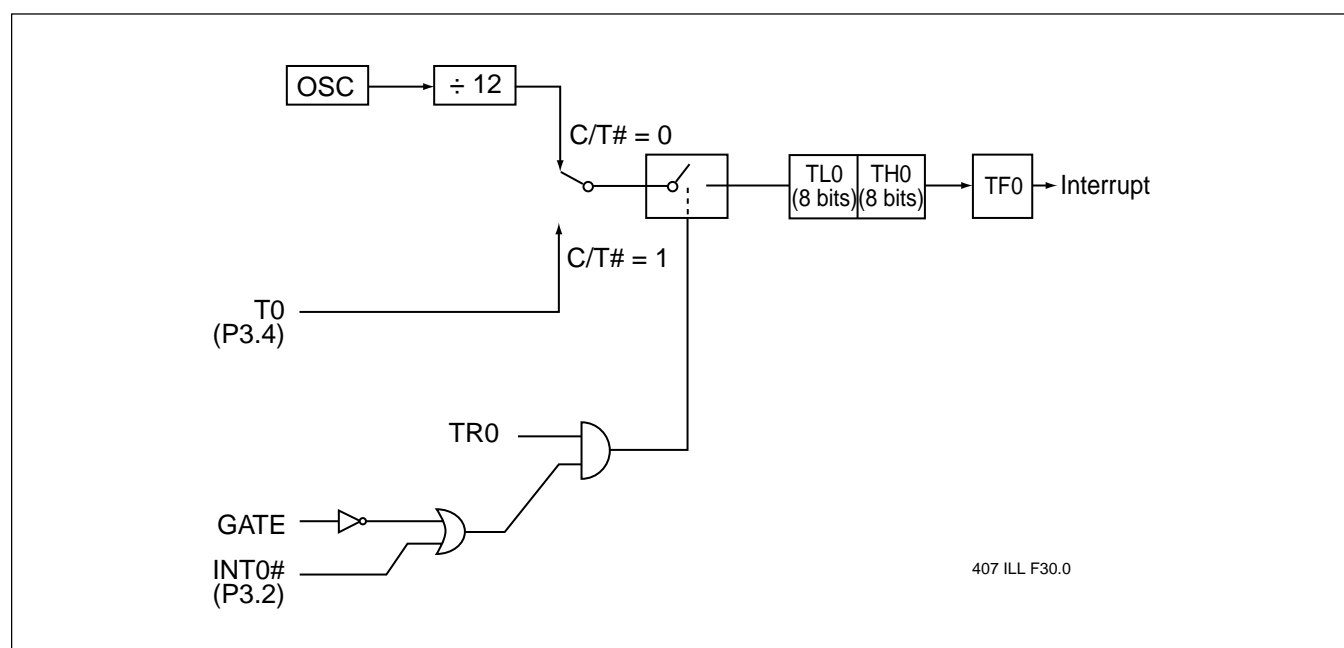 OSC
÷ 12
C/T# = 0
TL0
(8 bits)
TH0
(8 bits)
TF0
Interrupt
C/T# = 1
T0
(P3.4)
TR0
GATE
INT0#
(P3.2)
407 ILL F30.0